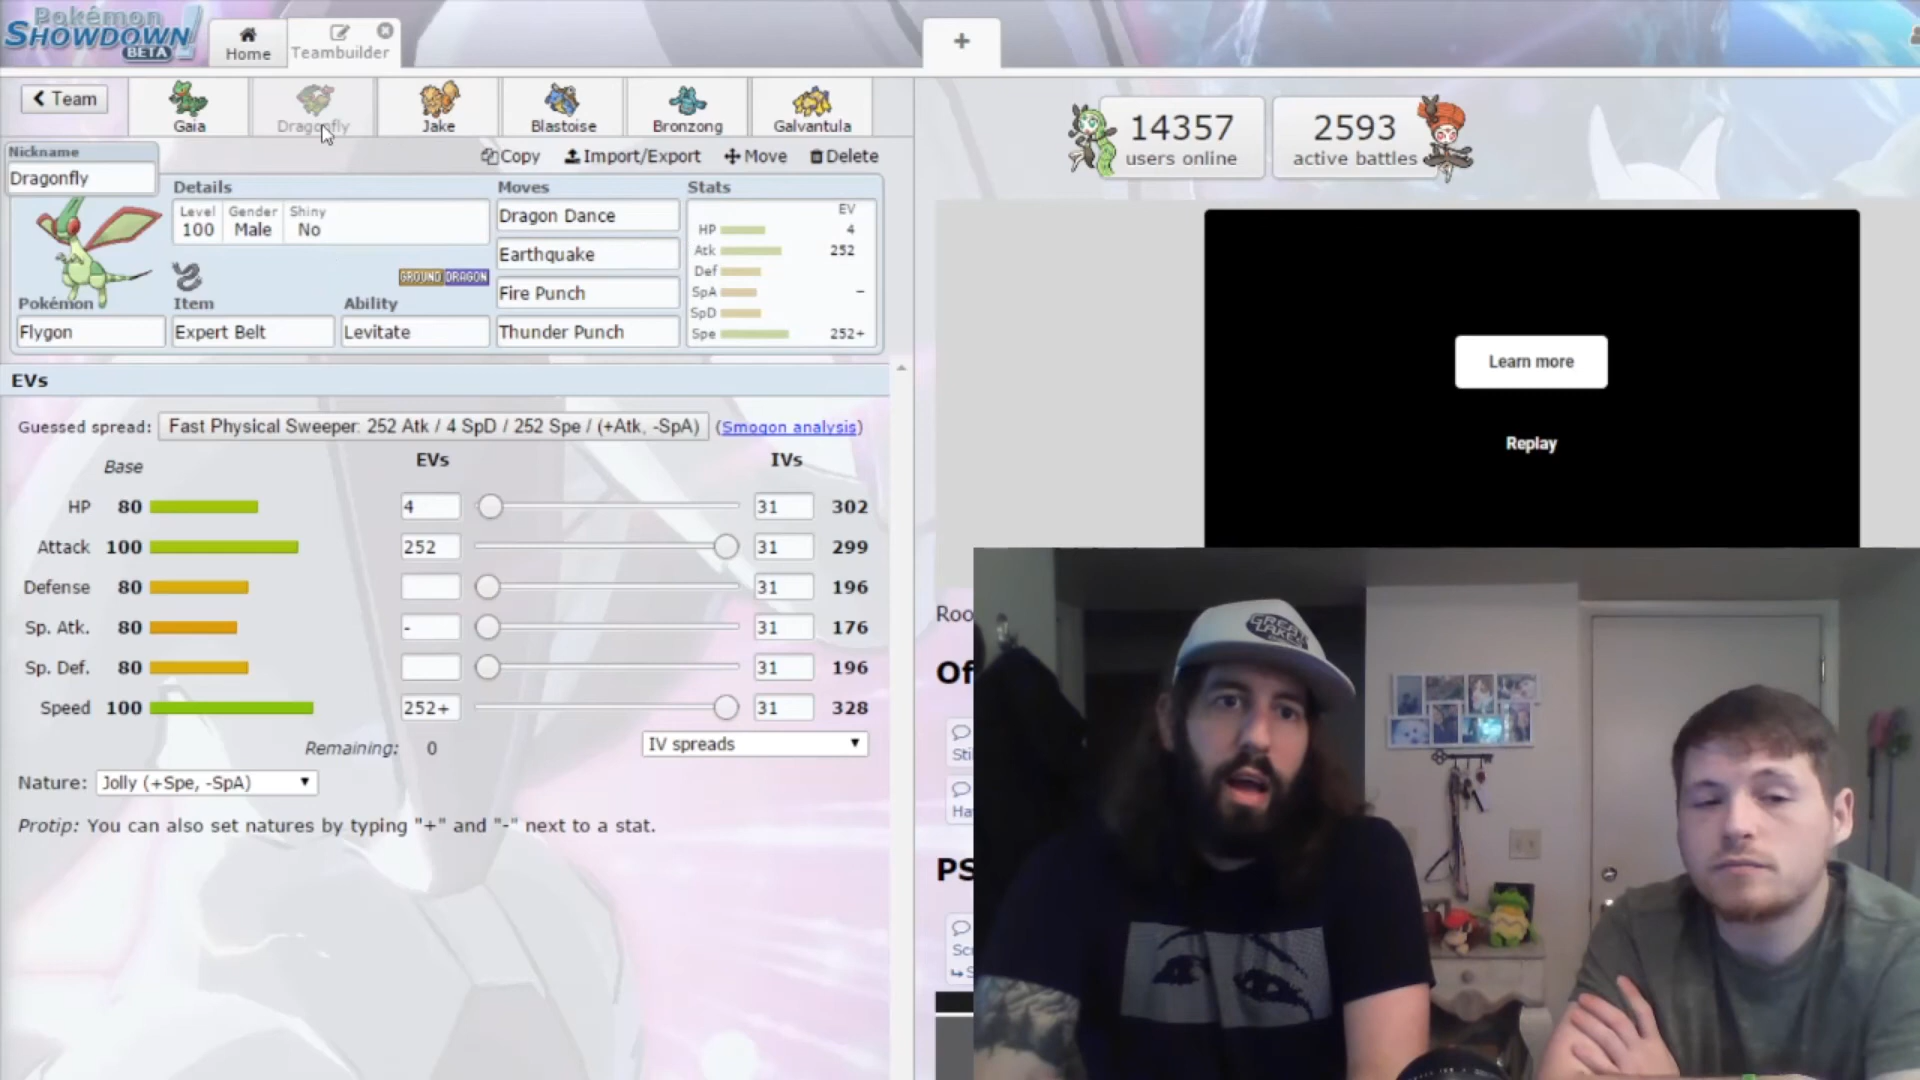 Pokémon
SHOWDOWN!
BETA
Home
Teambuilder
+
Team
Gaia
Dragonfly
Jake
Blastoise
Bronzong
Galvantula
14357
users online
2593
active battles
Copy
Import/Export
Move
Delete
Nickname
Dragonfly
Details
Moves
Stats
Level
100
Gender
Male
Shiny
No
GROUND DRAGON
Pokémon
Flygon
Item
Expert Belt
Ability
Levitate
Dragon Dance
Earthquake
Fire Punch
Thunder Punch
EV
HP 4
Atk 252
Def
SpA –
SpD
Spe 252+
EVs
Guessed spread: Fast Physical Sweeper: 252 Atk / 4 SpD / 252 Spe / (+Atk, -SpA) (Smogon analysis)
Base EVs IVs
HP 80 4 31 302
Attack 100 252 31 299
Defense 80 31 196
Sp. Atk. 80 - 31 176
Sp. Def. 80 31 196
Speed 100 252+ 31 328
Remaining: 0
IV spreads
Nature: Jolly (+Spe, -SpA)
Protip: You can also set natures by typing "+" and "-" next to a stat.
Learn more
Replay
GREAT
LAKES